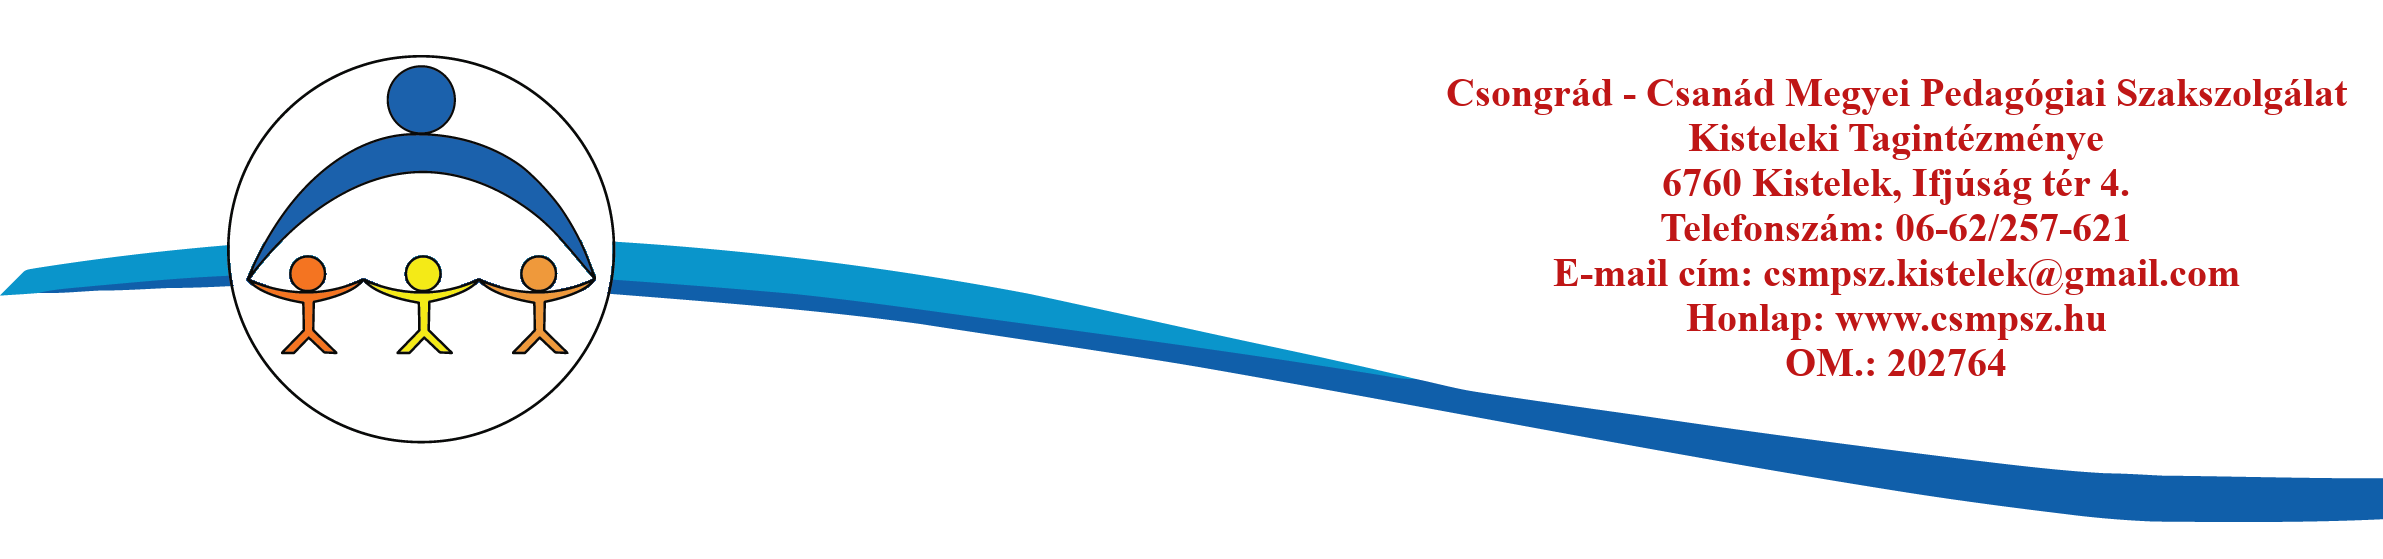 Csongrád - Csanád Megyei Pedagógiai Szakszolgálat
Kisteleki Tagintézménye
6760 Kistelek, Ifjúság tér 4.
Telefonszám: 06-62/257-621
E-mail cím: csmpsz.kistelek@gmail.com
Honlap: www.csmpsz.hu
OM.: 202764